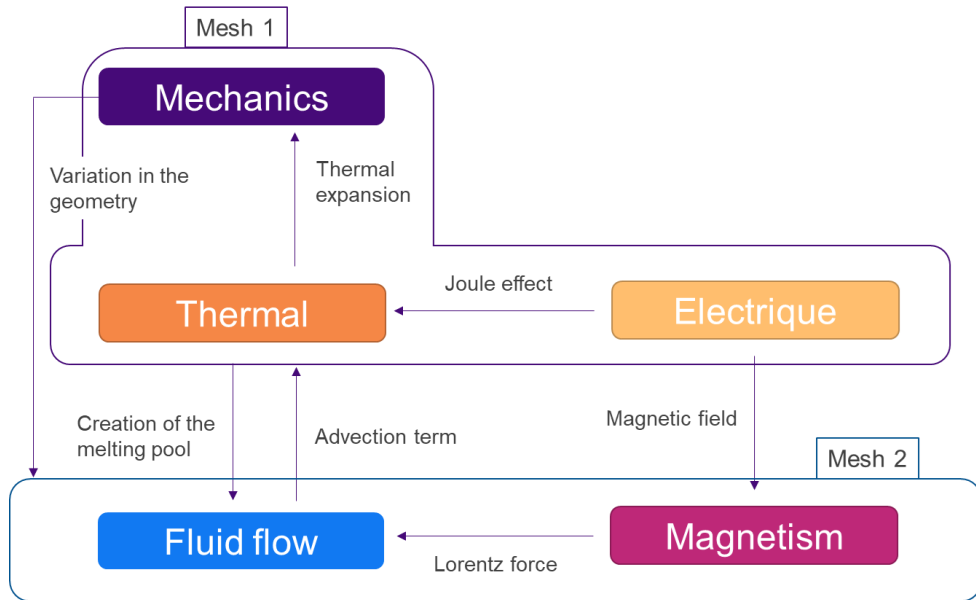 Mesh 1
Mechanics
Variation in the
geometry
Thermal
expansion
Joule effect
Thermal
Electrique
Creation of the
melting pool
Advection term
Magnetic field
Mesh 2
Fluid flow
Magnetism
Lorentz force